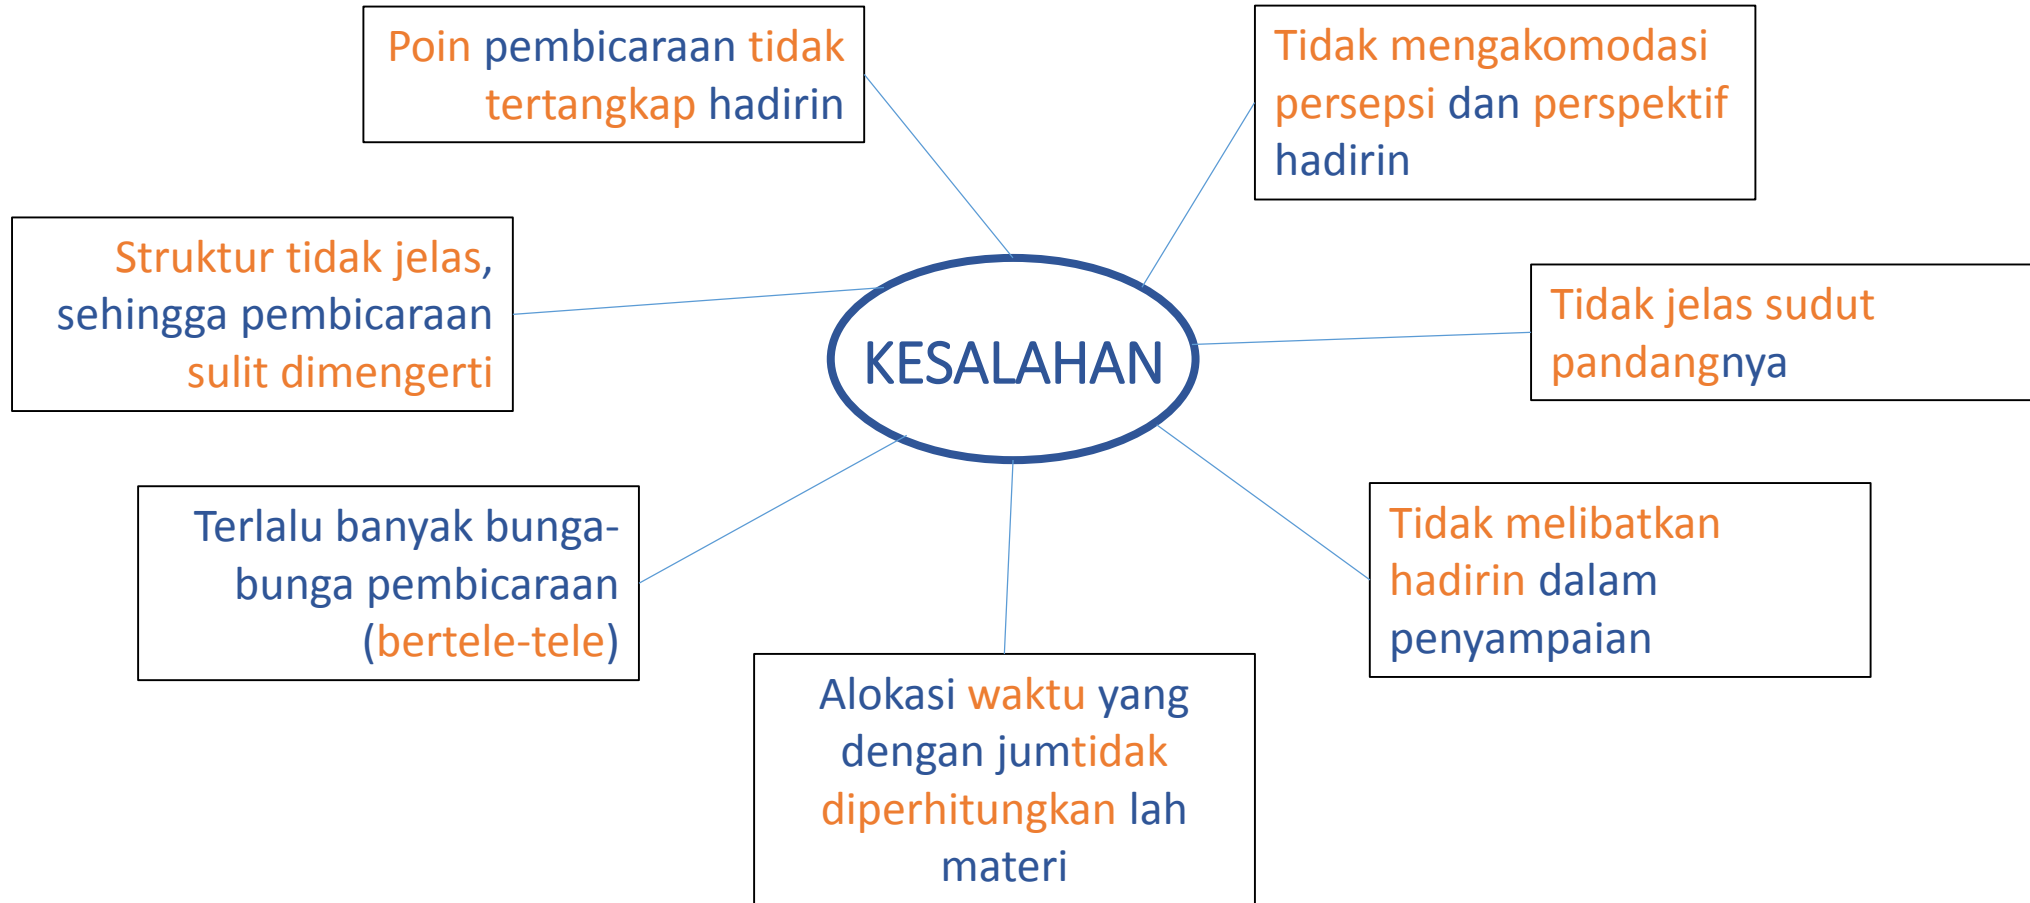 Poin pembicaraan tidak
tertangkap hadirin
Tidak mengakomodasi
persepsi dan perspektif
hadirin
Struktur tidak jelas,
sehingga pembicaraan
sulit dimengerti
KESALAHAN
Tidak jelas sudut
pandangnya
Terlalu banyak bunga-
bunga pembicaraan
(bertele-tele)
Tidak melibatkan
hadirin dalam
penyampaian
Alokasi waktu yang
dengan jumtidak
diperhitungkan lah
materi